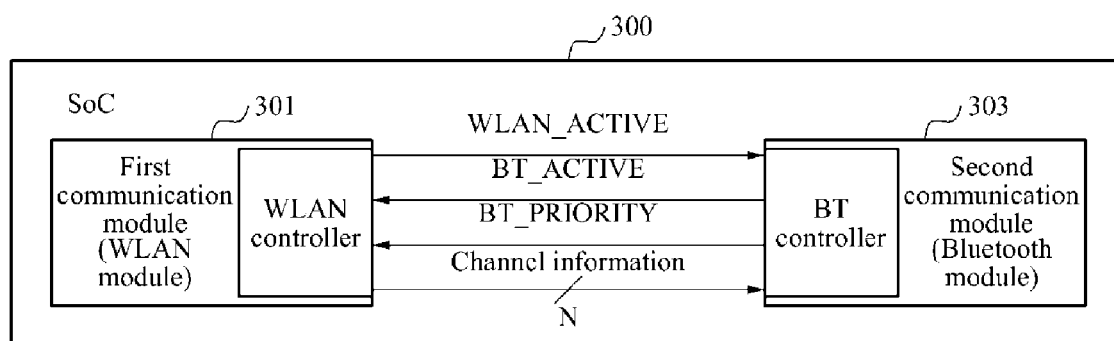 300
SoC
301
303
WLAN_ACTIVE
First
communication
module
(WLAN
module)
WLAN
controller
BT_ACTIVE
BT_PRIORITY
Channel information
N
BT
controller
Second
communication
module
(Bluetooth
module)